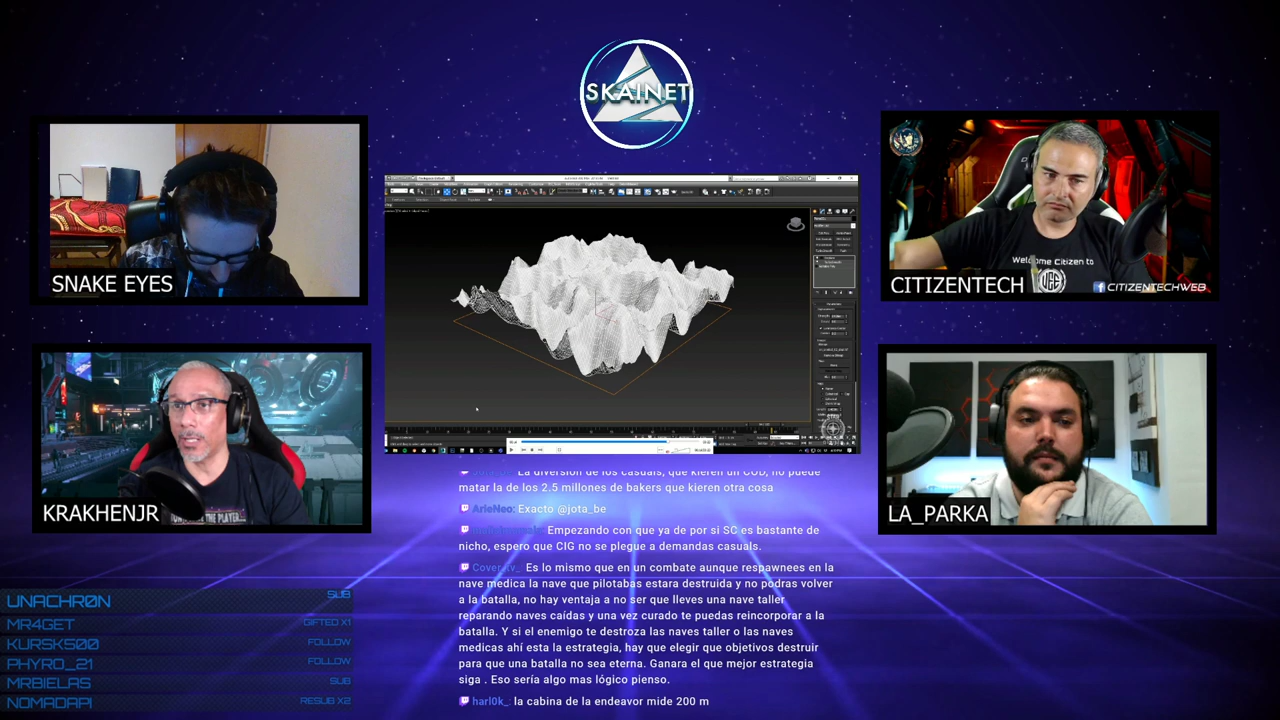 SKAINET
SNAKE EYES
Welcome Citizen to
UEE
CITIZENTECH
CITIZENTECHWEB
KRAKHENJR
LA_PARKA
La diversión de los casuals, que kieren un COD, no puede
matar la de los 2.5 millones de bakers que kieren otra cosa
ArieNeo: Exacto @jota_be
Empezando con que ya de por si SC es bastante de
nicho, espero que CIG no se plegue a demandas casuals.
Es lo mismo que en un combate aunque respawnees en la
nave medica la nave que pilotabas estara destruida y no podras volver
a la batalla, no hay ventaja a no ser que lleves una nave taller
reparando naves caídas y una vez curado te puedas reincorporar a la
batalla. Y si el enemigo te destroza las naves taller o las naves
medicas ahí esta la estrategia, hay que elegir que objetivos destruir
para que una batalla no sea eterna. Ganara el que mejor estrategia
siga . Eso sería algo mas lógico pienso.
harl0k_: la cabina de la endeavor mide 200 m
UNACHR0N SUB
MR4GET GIFTED X1
KURSK500 FOLLOW
PHYRO_21 FOLLOW
MRBIELAS SUB
NOMADAPI RESUB X2